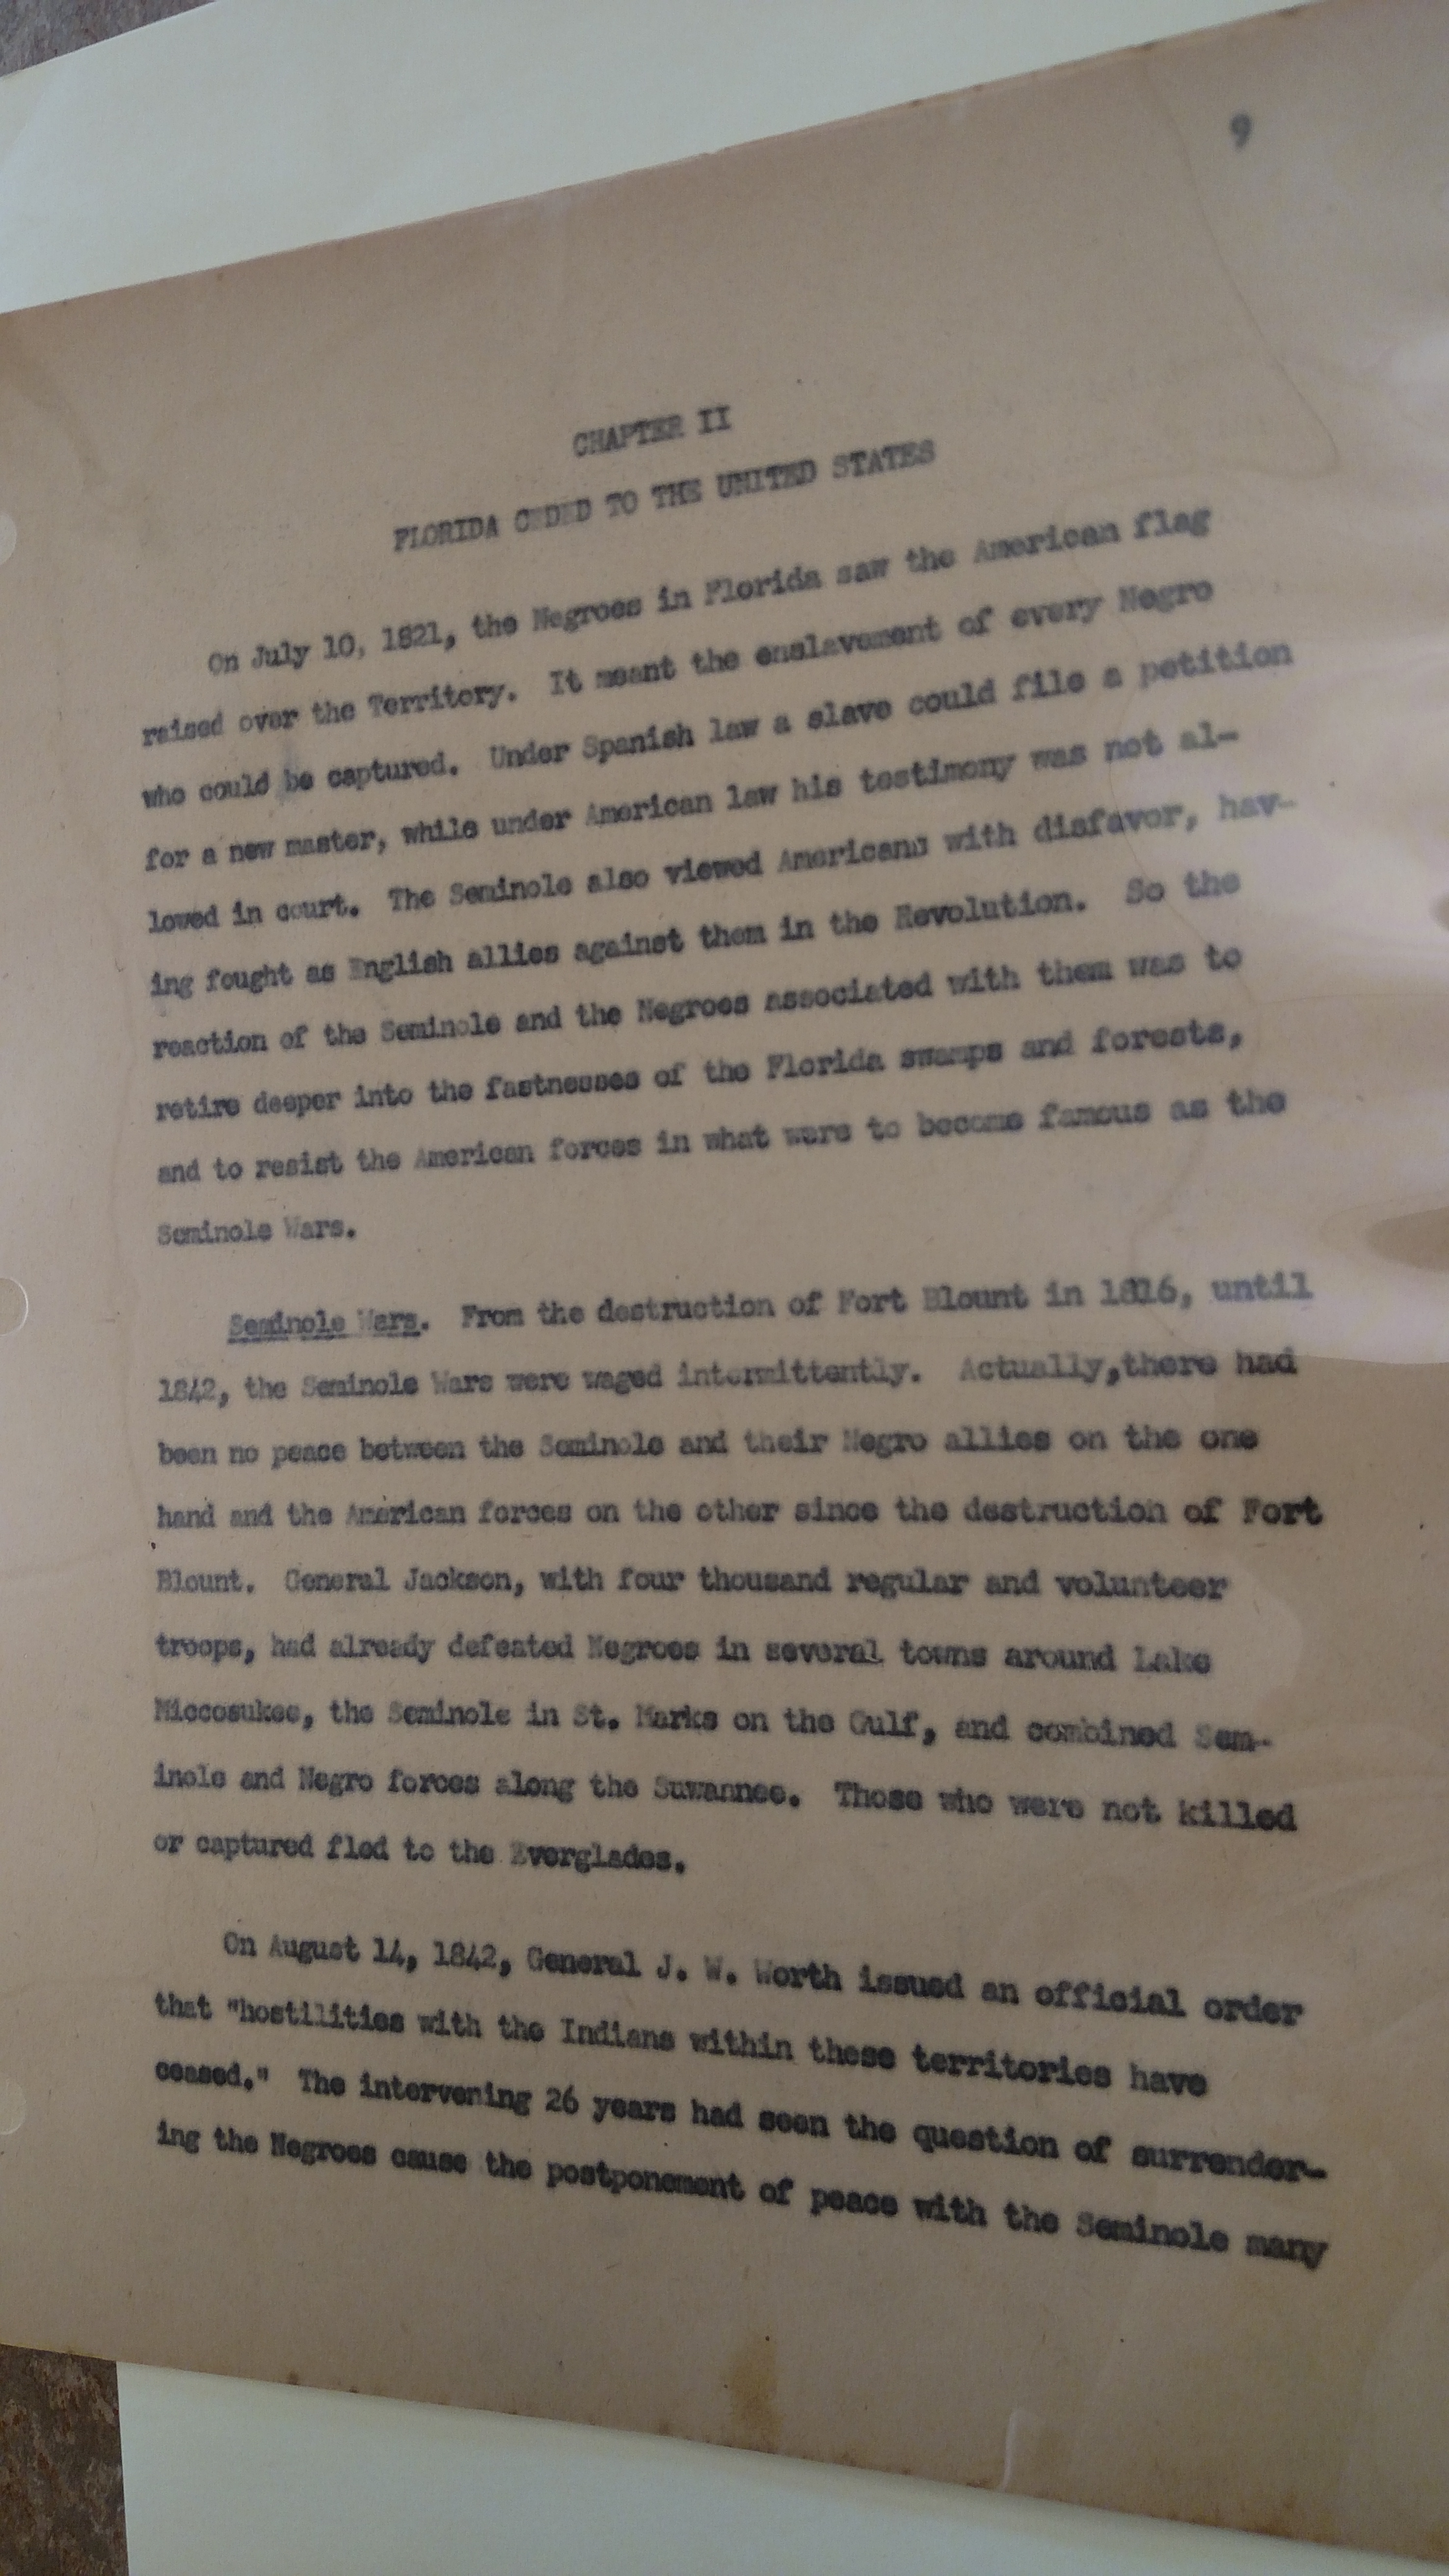 9
CHAPTER II
FLORIDA CEDED TO THE UNITED STATES
On July 10, 1821, the Negroes in Florida saw the American flag
raised over the Territory. It meant the enslavement of every Negro
who could be captured. Under Spanish law a slave could file a petition
for a new master, while under American law his testimony was not al-
lowed in court. The Seminole also viewed Americans with disfavor, hav-
ing fought as English allies against them in the Revolution. So the
reaction of the Seminole and the Negroes associated with them was to
retire deeper into the fastnesses of the Florida swamps and forests,
and to resist the American forces in what were to become famous as the
Seminole Wars.
Seminole Wars. From the destruction of Fort Blount in 1816, until
1842, the Seminole Wars were waged intermittently. Actually,there had
been no peace between the Seminole and their Negro allies on the one
hand and the American forces on the other since the destruction of Fort
Blount. General Jackson, with four thousand regular and volunteer
troops, had already defeated Negroes in several towns around Lake
Miccosukee, the Seminole in St. Marks on the Gulf, and combined Sem-
inole and Negro forces along the Suwannee. Those who were not killed
or captured fled to the Everglades.
On August 14, 1842, General J. W. Worth issued an official order
that "hostilities with the Indians within these territories have
ceased." The intervening 26 years had seen the question of surrender-
ing the Negroes cause the postponement of peace with the Seminole many